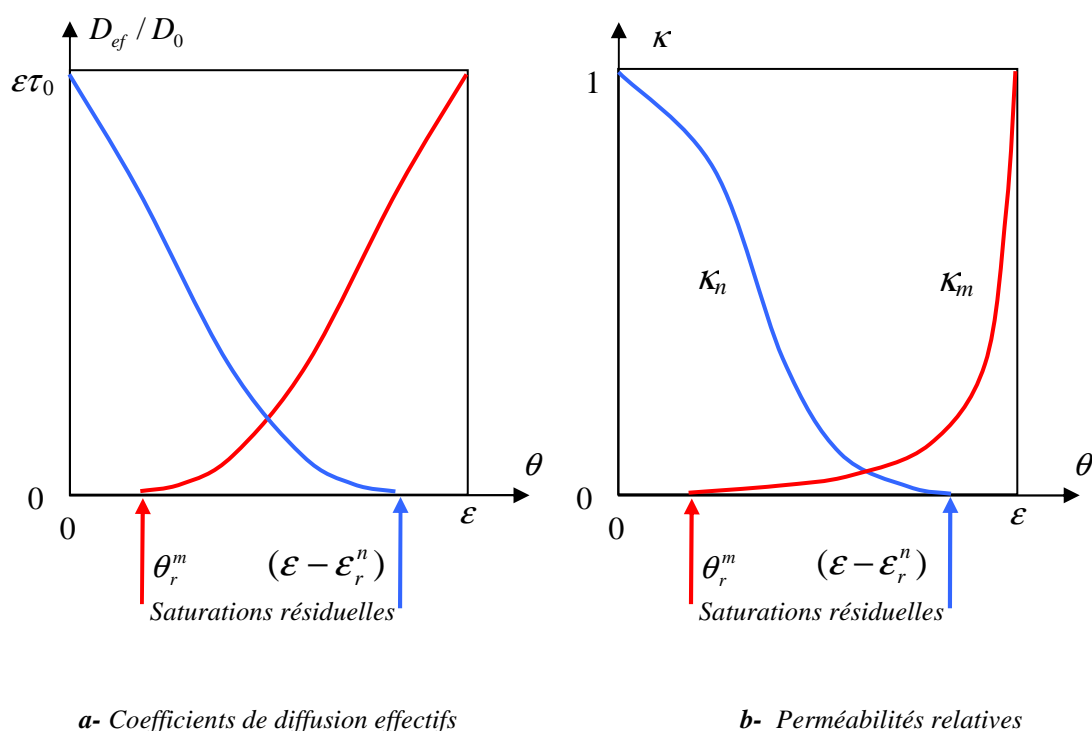 D_ef / D_0
ετ_0
0
0
θ
ε
θ_r^m
(ε − ε_r^n)
Saturations résiduelles
a- Coefficients de diffusion effectifs
κ
1
κ_n
κ_m
0
0
θ
ε
θ_r^m
(ε − ε_r^n)
Saturations résiduelles
b- Perméabilités relatives